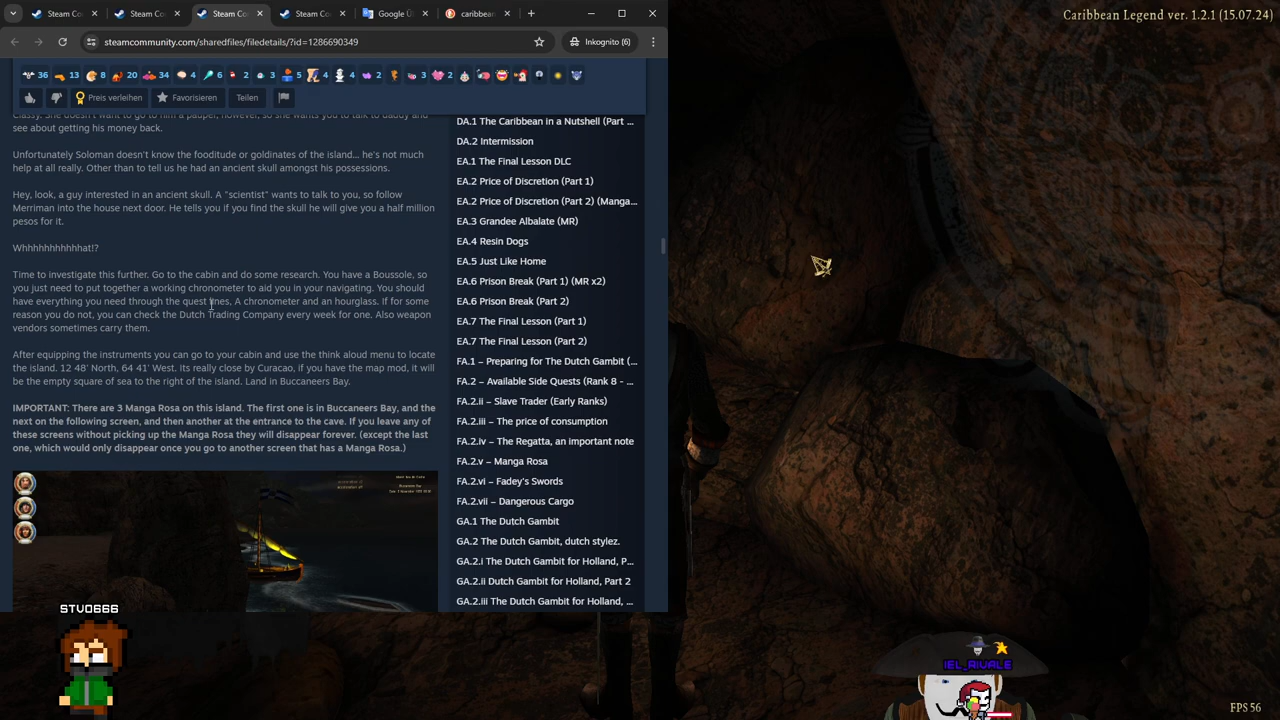 Steam Co
Steam Co
Steam Co
Steam Co
Google Ü
caribbean
steamcommunity.com/sharedfiles/filedetails/?id=1286690349
Inkognito (6)
36 13 8 20 34 4 6 2 3 5 4 4 2 3 2
Preis verleihen
Favorisieren
Teilen
Classy. She doesn't want to go to him a pauper, however, so she wants you to talk to daddy and
see about getting his money back.
Unfortunately Soloman doesn't know the fooditude or goldinates of the island... he's not much
help at all really. Other than to tell us he had an ancient skull amongst his possessions.
Hey, look, a guy interested in an ancient skull. A "scientist" wants to talk to you, so follow
Merriman into the house next door. He tells you if you find the skull he will give you a half million
pesos for it.
Whhhhhhhhhhat!?
Time to investigate this further. Go to the cabin and do some research. You have a Boussole, so
you just need to put together a working chronometer to aid you in your navigating. You should
have everything you need through the quest lines, A chronometer and an hourglass. If for some
reason you do not, you can check the Dutch Trading Company every week for one. Also weapon
vendors sometimes carry them.
After equipping the instruments you can go to your cabin and use the think aloud menu to locate
the island. 12 48' North, 64 41' West. Its really close by Curacao, if you have the map mod, it will
be the empty square of sea to the right of the island. Land in Buccaneers Bay.
IMPORTANT: There are 3 Manga Rosa on this island. The first one is in Buccaneers Bay, and the
next on the following screen, and then another at the entrance to the cave. If you leave any of
these screens without picking up the Manga Rosa they will disappear forever. (except the last
one, which would only disappear once you go to another screen that has a Manga Rosa.)
DA.1 The Caribbean in a Nutshell (Part ...
DA.2 Intermission
EA.1 The Final Lesson DLC
EA.2 Price of Discretion (Part 1)
EA.2 Price of Discretion (Part 2) (Manga...
EA.3 Grandee Albalate (MR)
EA.4 Resin Dogs
EA.5 Just Like Home
EA.6 Prison Break (Part 1) (MR x2)
EA.6 Prison Break (Part 2)
EA.7 The Final Lesson (Part 1)
EA.7 The Final Lesson (Part 2)
FA.1 – Preparing for The Dutch Gambit (...
FA.2 – Available Side Quests (Rank 8 - ...
FA.2.ii – Slave Trader (Early Ranks)
FA.2.iii – The price of consumption
FA.2.iv – The Regatta, an important note
FA.2.v – Manga Rosa
FA.2.vi – Fadey's Swords
FA.2.vii – Dangerous Cargo
GA.1 The Dutch Gambit
GA.2 The Dutch Gambit, dutch stylez.
GA.2.i The Dutch Gambit for Holland, P...
GA.2.ii Dutch Gambit for Holland, Part 2
GA.2.iii The Dutch Gambit for Holland, ...
Caribbean Legend ver. 1.2.1 (15.07.24)
STVO666
IEL_RIVALE
FPS 56